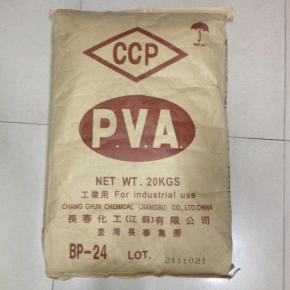 CCP
P.V.A.
NET WT. 20KGS
工業用 For industrial use
CHANG CHUN CHEMICAL (JIANGSU) CO., LTD, CHINA
長春化工(江蘇)有限公司
臺灣長春集團
BP-24 LOT. 2111021